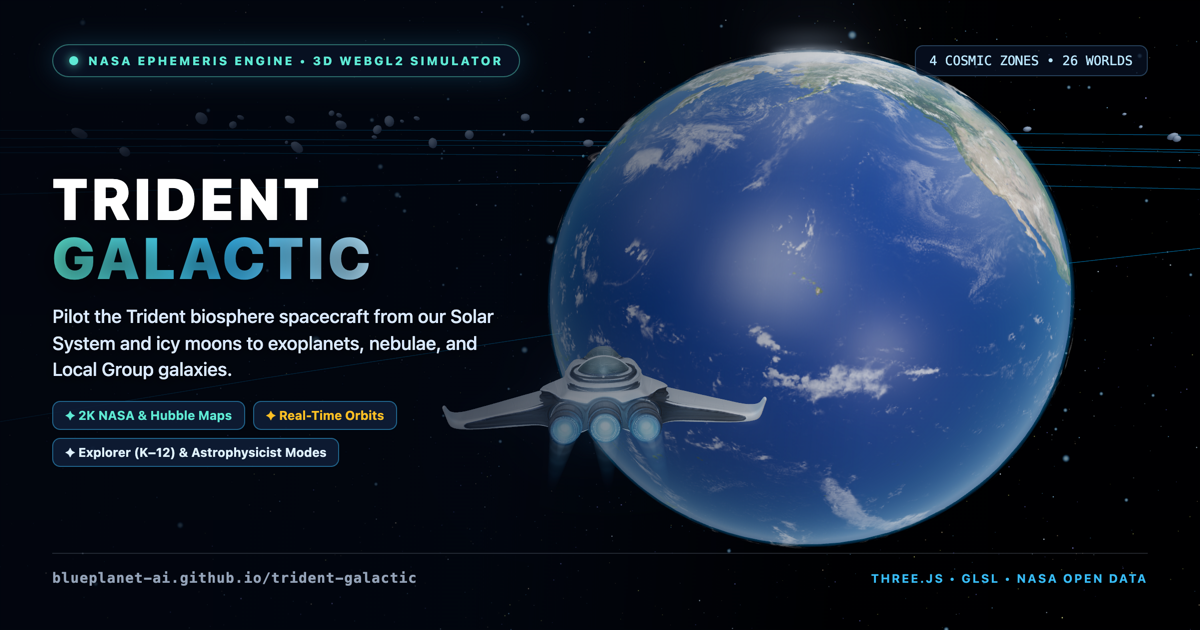 NASA EPHEMERIS ENGINE • 3D WEBGL2 SIMULATOR
4 COSMIC ZONES • 26 WORLDS
TRIDENT
GALACTIC
Pilot the Trident biosphere spacecraft from our Solar
System and icy moons to exoplanets, nebulae, and
Local Group galaxies.
✦ 2K NASA & Hubble Maps
✦ Real-Time Orbits
✦ Explorer (K–12) & Astrophysicist Modes
blueplanet-ai.github.io/trident-galactic
THREE.JS • GLSL • NASA OPEN DATA